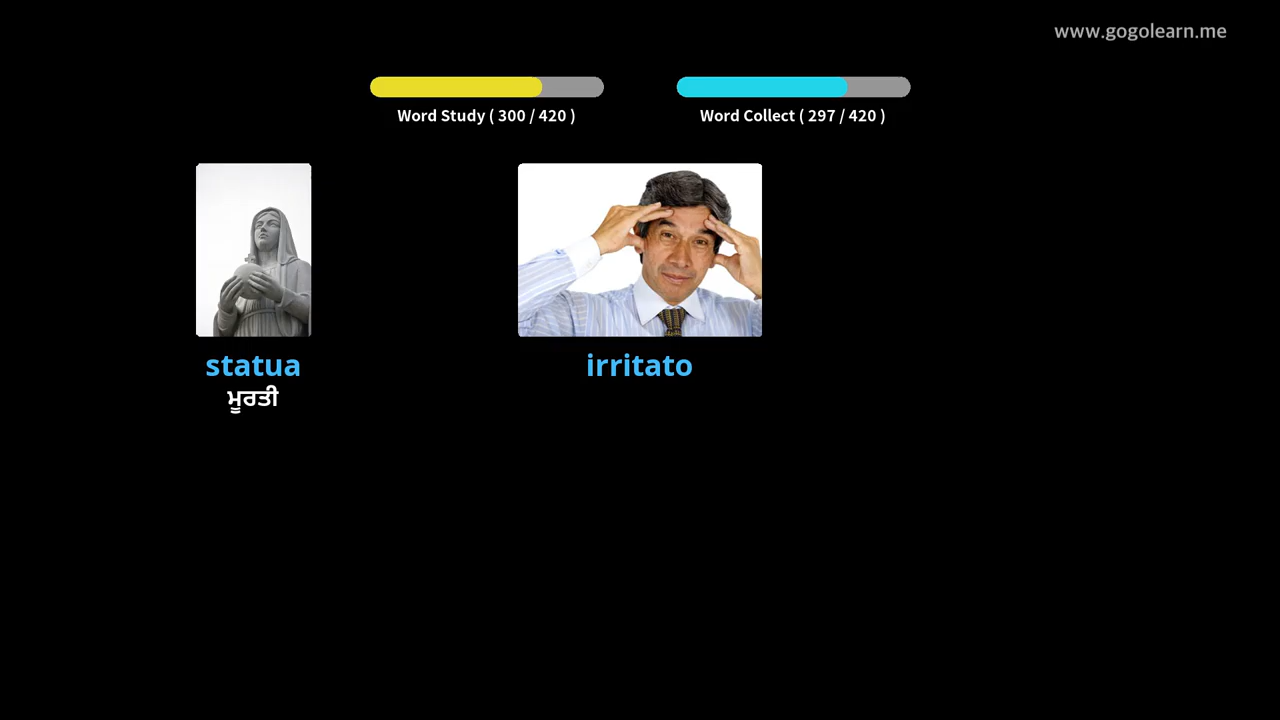 www.gogolearn.me
Word Study ( 300 / 420 )
Word Collect ( 297 / 420 )
statua
ਮੂਰਤੀ
irritato